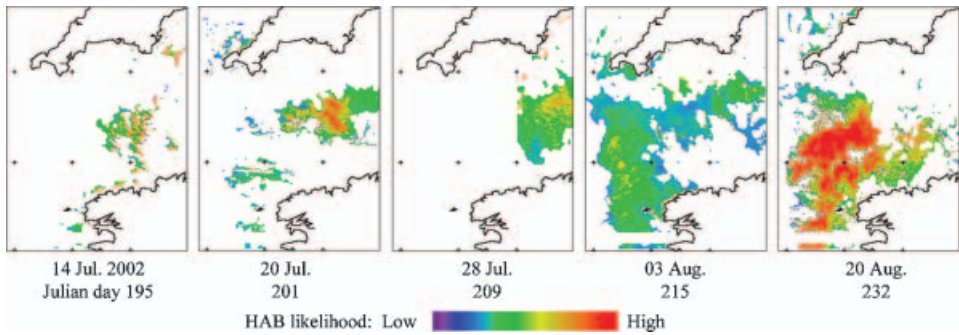 14 Jul. 2002
Julian day 195
20 Jul.
201
28 Jul.
209
03 Aug.
215
20 Aug.
232
HAB likelihood: Low High